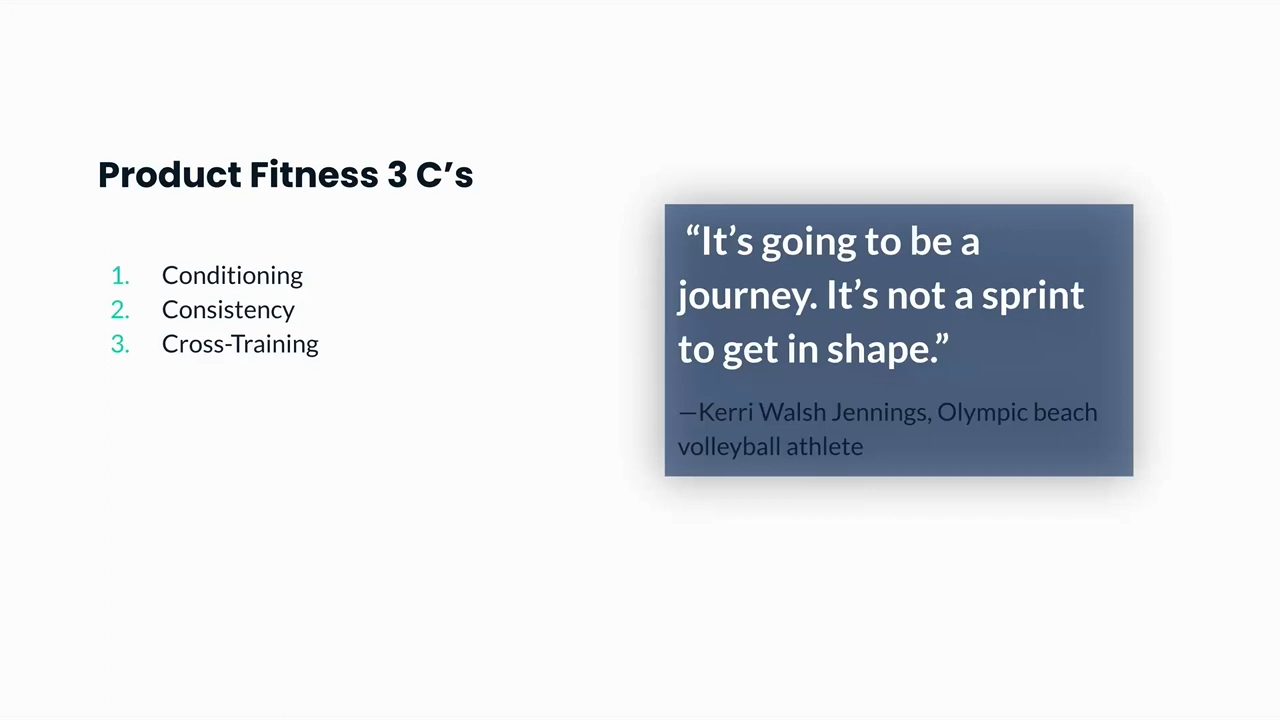 Product Fitness 3 C’s
1. Conditioning
2. Consistency
3. Cross-Training
“It’s going to be a
journey. It’s not a sprint
to get in shape.”
—Kerri Walsh Jennings, Olympic beach
volleyball athlete